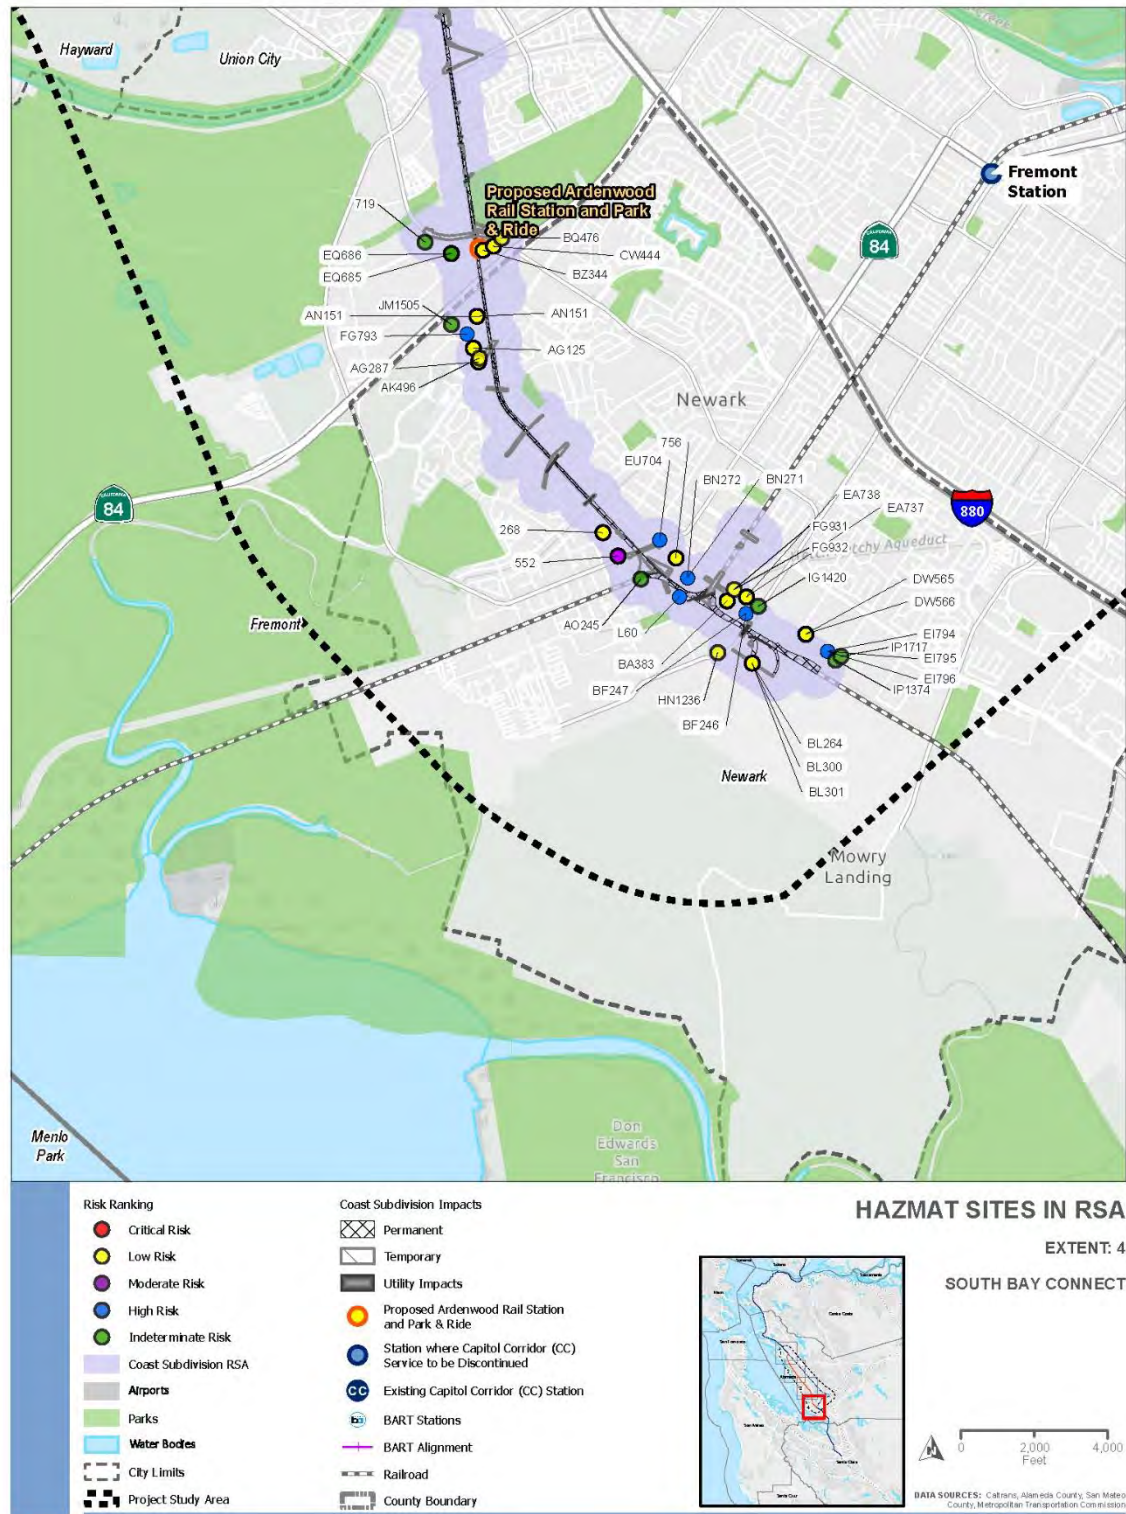 Hayward
Union City
Fremont
Station
CALIFORNIA
84
Proposed Ardenwood
Rail Station and Park
& Ride
719
BQ476
EQ686
CW444
EQ685
BZ344
JM1505
AN151
AN151
FG793
AG125
AG287
AK496
Newark
756
EU704
BN272
BN271
EA738
EA737
880
CALIFORNIA
84
268
FG931
FG932
552
IG1420
DW565
DW566
Fremont
AO245
L60
EI794
IP1717
EI795
BA383
EI796
BF247
HN1236
IP1374
BF246
BL264
Newark
BL300
BL301
Mowry
Landing
Don
Edwards
San
Francisco
Menlo
Park
Risk Ranking
Critical Risk
Low Risk
Moderate Risk
High Risk
Indeterminate Risk
Coast Subdivision RSA
Airports
Parks
Water Bodies
City Limits
Project Study Area
Coast Subdivision Impacts
Permanent
Temporary
Utility Impacts
Proposed Ardenwood Rail Station
and Park & Ride
Station where Capitol Corridor (CC)
Service to be Discontinued
CC
Existing Capitol Corridor (CC) Station
BART Stations
BART Alignment
Railroad
County Boundary
HAZMAT SITES IN RSA
EXTENT: 4
SOUTH BAY CONNECT
0 2,000 4,000
Feet
DATA SOURCES: Caltrans, Alameda County, San Mateo
County, Metropolitan Transportation Commission